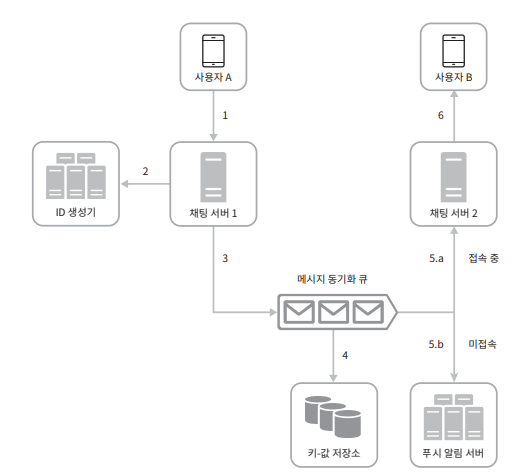 사용자 A
사용자 B
1
6
2
ID 생성기
채팅 서버 1
채팅 서버 2
3
5.a
접속 중
메시지 동기화 큐
4
5.b
미접속
키-값 저장소
푸시 알림 서버